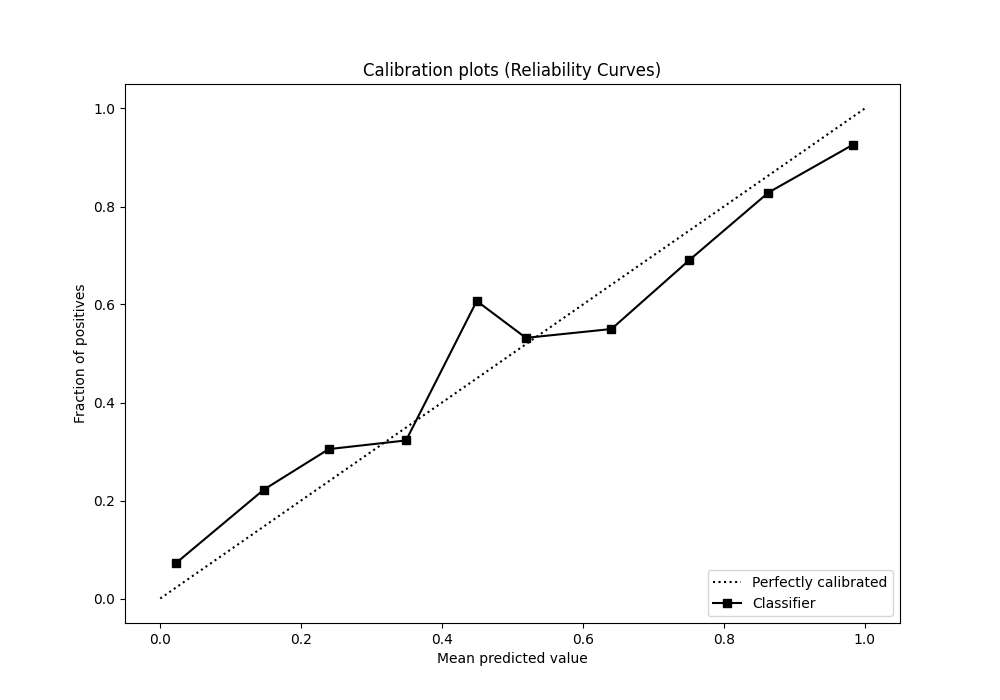 Calibration plots (Reliability Curves)
1.0
0.8
0.6
0.4
0.2
0.0
Fraction of positives
Perfectly calibrated
Classifier
0.0 0.2 0.4 0.6 0.8 1.0
Mean predicted value